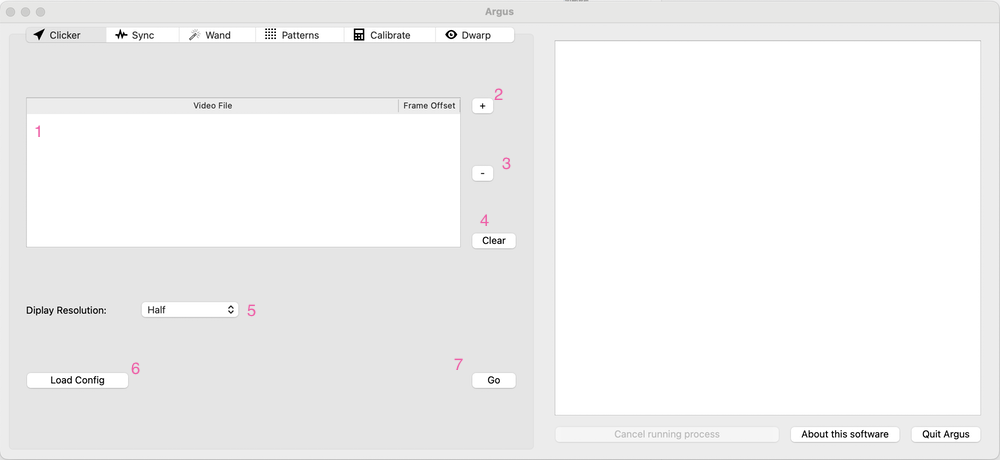 Argus
Clicker Sync Wand Patterns Calibrate Dwarp
Video File Frame Offset
1
+
2
-
3
4
Clear
Diplay Resolution: Half 5
6
7
Load Config Go
Cancel running process About this software Quit Argus